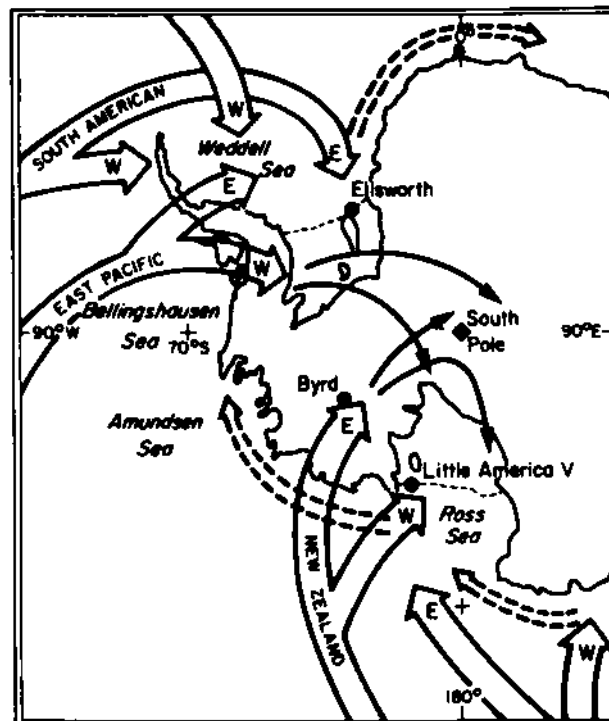 0°
W
SOUTH AMERICAN
W
Weddell
Sea
E
E
Ellsworth
EAST PACIFIC
W
D
Bellingshausen
Sea
90°W
70°S
South
Pole
90°E
Byrd
E
Amundsen
Sea
Little America V
W
Ross
Sea
NEW ZEALAND
E
W
180°